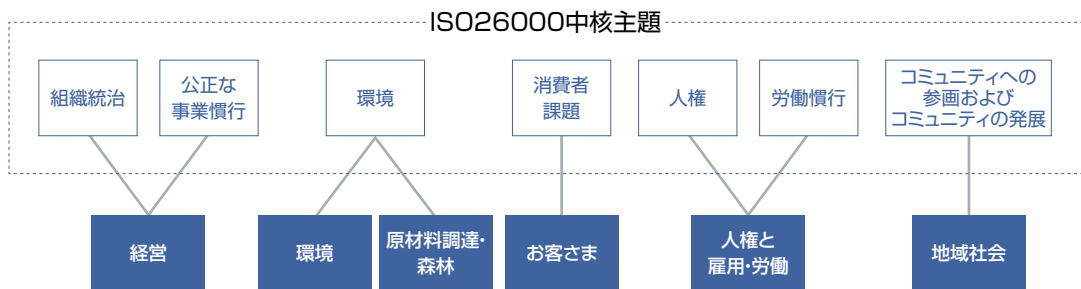 ISO26000中核主題
組織統治
公正な
事業慣行
環境
消費者
課題
人権
労働慣行
コミュニティへの
参画および
コミュニティの発展
経営
環境
原材料調達・
森林
お客さま
人権と
雇用・労働
地域社会